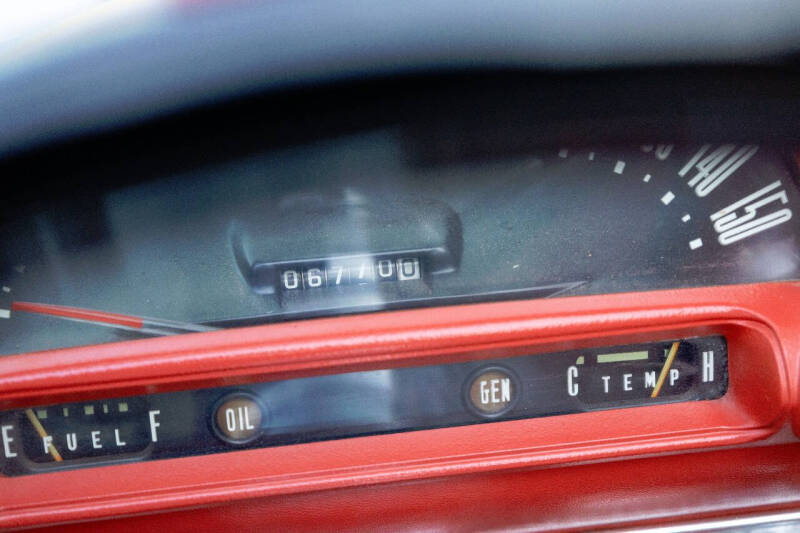 140
150
067700
E FUEL F
OIL
GEN
C TEMP H